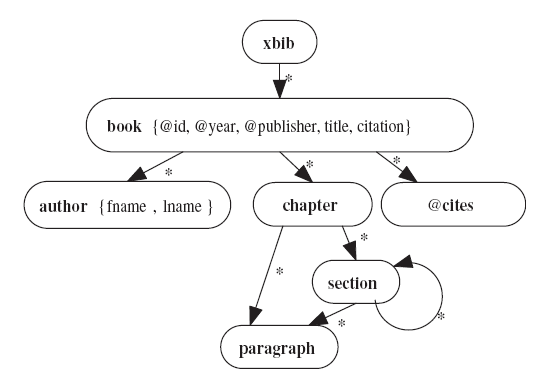 xbib
*
book {@id, @year, @publisher, title, citation}
* * *
author {fname , lname }
chapter
@cites
* *
section
* *
paragraph